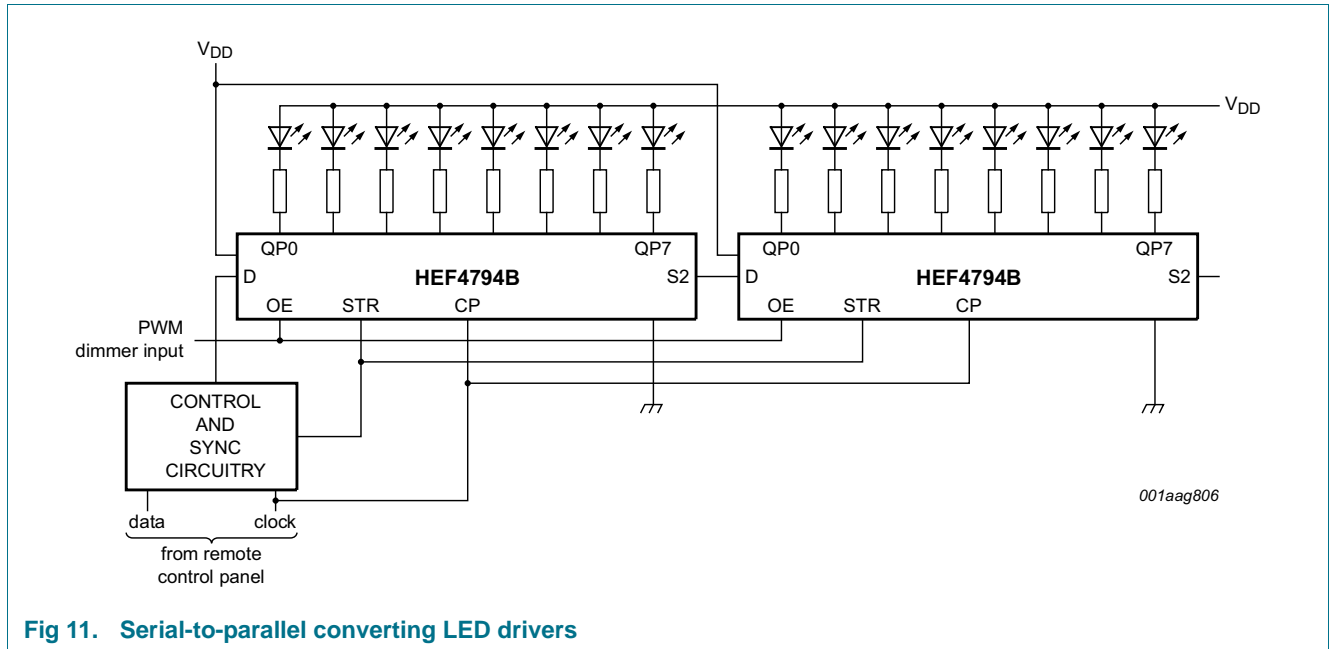 VDD
VDD
QP0 QP7
D HEF4794B S2
OE STR CP
QP0 QP7
D HEF4794B S2
OE STR CP
PWM
dimmer input
CONTROL
AND
SYNC
CIRCUITRY
data clock
from remote
control panel
001aag806
Fig 11. Serial-to-parallel converting LED drivers